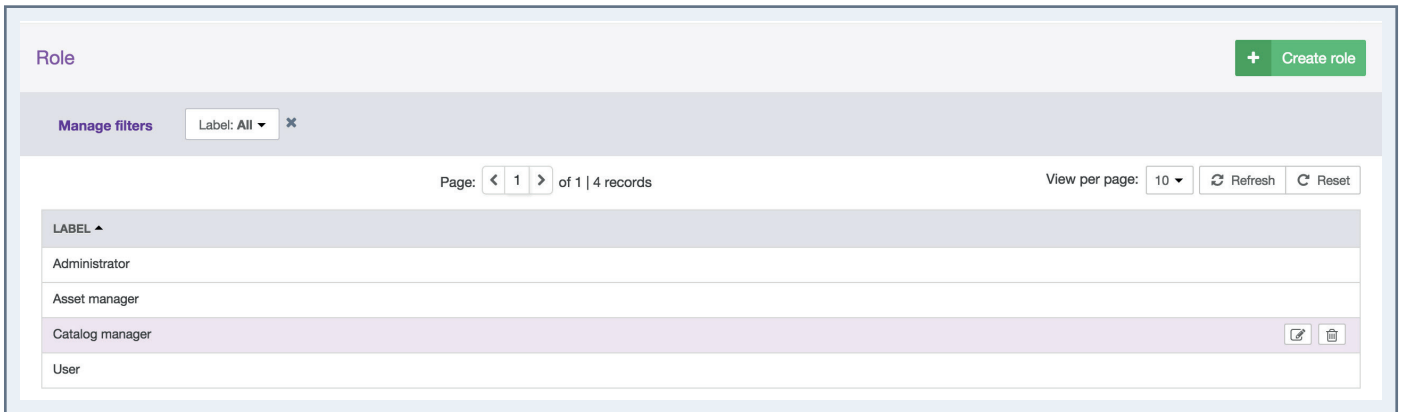 Role
+ Create role
Manage filters Label: All
Page: 1 of 1 | 4 records View per page: 10 Refresh Reset
LABEL
Administrator
Asset manager
Catalog manager
User